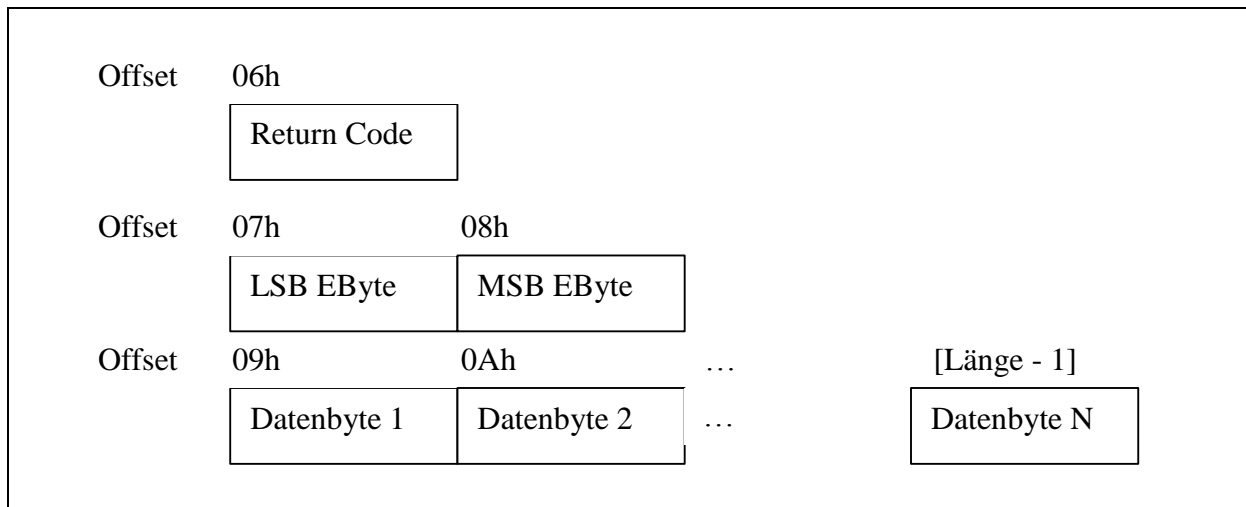 Offset 06h
Return Code
Offset 07h 08h
LSB EByte MSB EByte
Offset 09h 0Ah … [Länge - 1]
Datenbyte 1 Datenbyte 2 … Datenbyte N